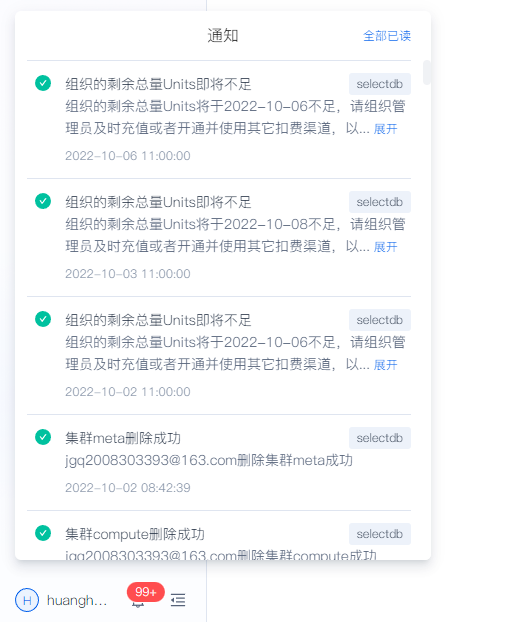 通知
全部已读
组织的剩余总量Units即将不足
selectdb
组织的剩余总量Units将于2022-10-06不足，请组织管
理员及时充值或者开通并使用其它扣费渠道，以... 展开
2022-10-06 11:00:00
组织的剩余总量Units即将不足
selectdb
组织的剩余总量Units将于2022-10-08不足，请组织管
理员及时充值或者开通并使用其它扣费渠道，以... 展开
2022-10-03 11:00:00
组织的剩余总量Units即将不足
selectdb
组织的剩余总量Units将于2022-10-06不足，请组织管
理员及时充值或者开通并使用其它扣费渠道，以... 展开
2022-10-02 11:00:00
集群meta删除成功
selectdb
jgq2008303393@163.com删除集群meta成功
2022-10-02 08:42:39
集群compute删除成功
selectdb
jgq2008303393@163.com删除集群compute成功
H
huangh...
99+